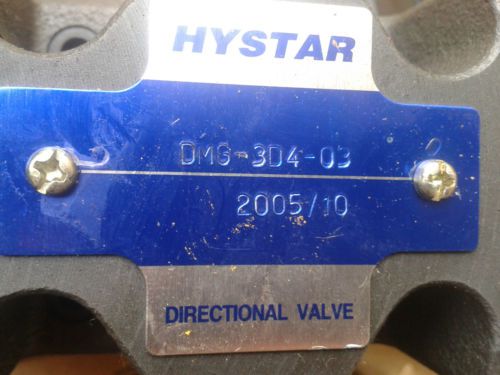 HYSTAR
DMG-3D4-03
2005/10
DIRECTIONAL VALVE